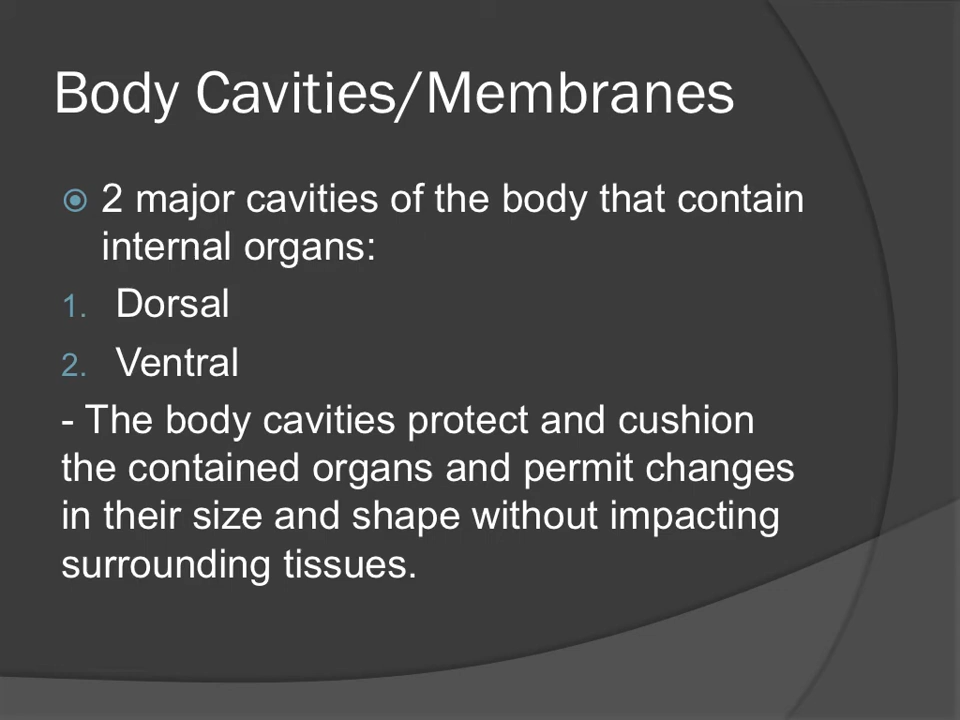 Body Cavities/Membranes
2 major cavities of the body that contain
internal organs:
1. Dorsal
2. Ventral
- The body cavities protect and cushion
the contained organs and permit changes
in their size and shape without impacting
surrounding tissues.